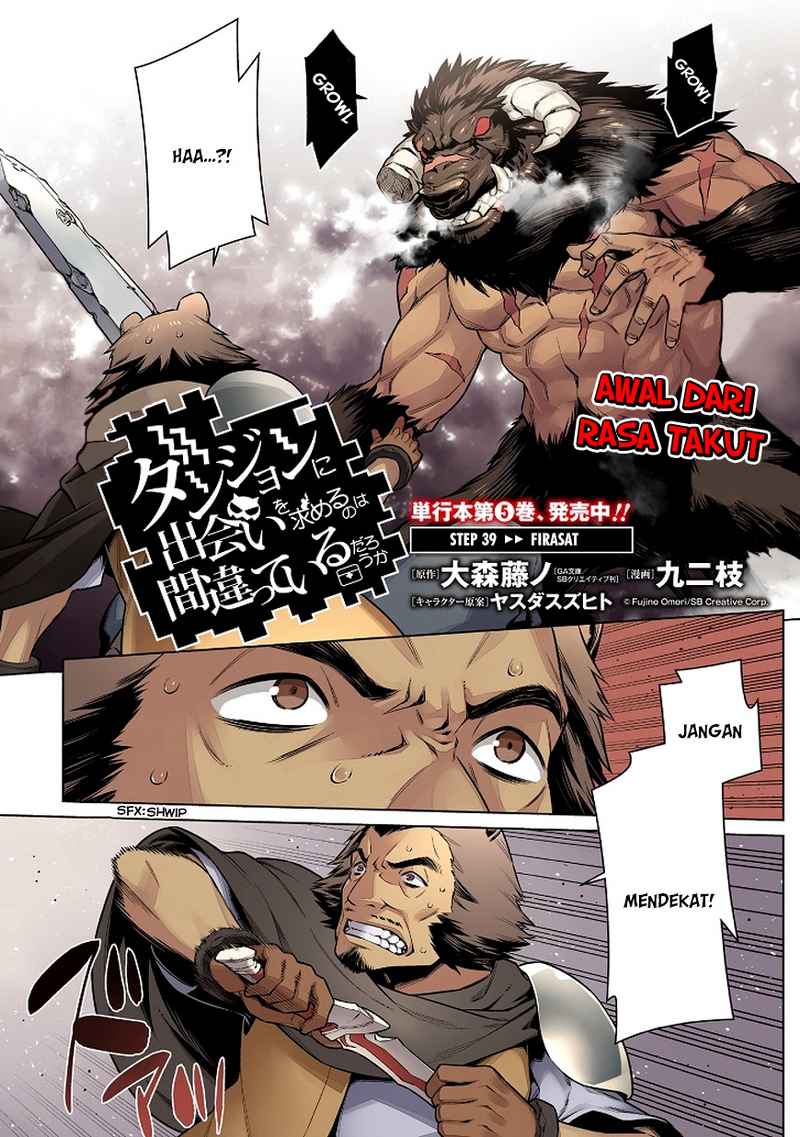 GROWL
GROWL
HAA...?!
AWAL DARI
RASA TAKUT
ダンジョンに
出会いを求めるのは
間違っているだろうか
単行本第5巻、発売中!!
STEP 39 ▸▸ FIRASAT
[原作]大森藤ノ[GA文庫/SBクリエイティブ刊] [漫画]九二枝
[キャラクター原案]ヤスダスズヒト © Fujino Omori/SB Creative Corp.
JANGAN
SFX: SHWIP
MENDEKAT!
ドドドッ